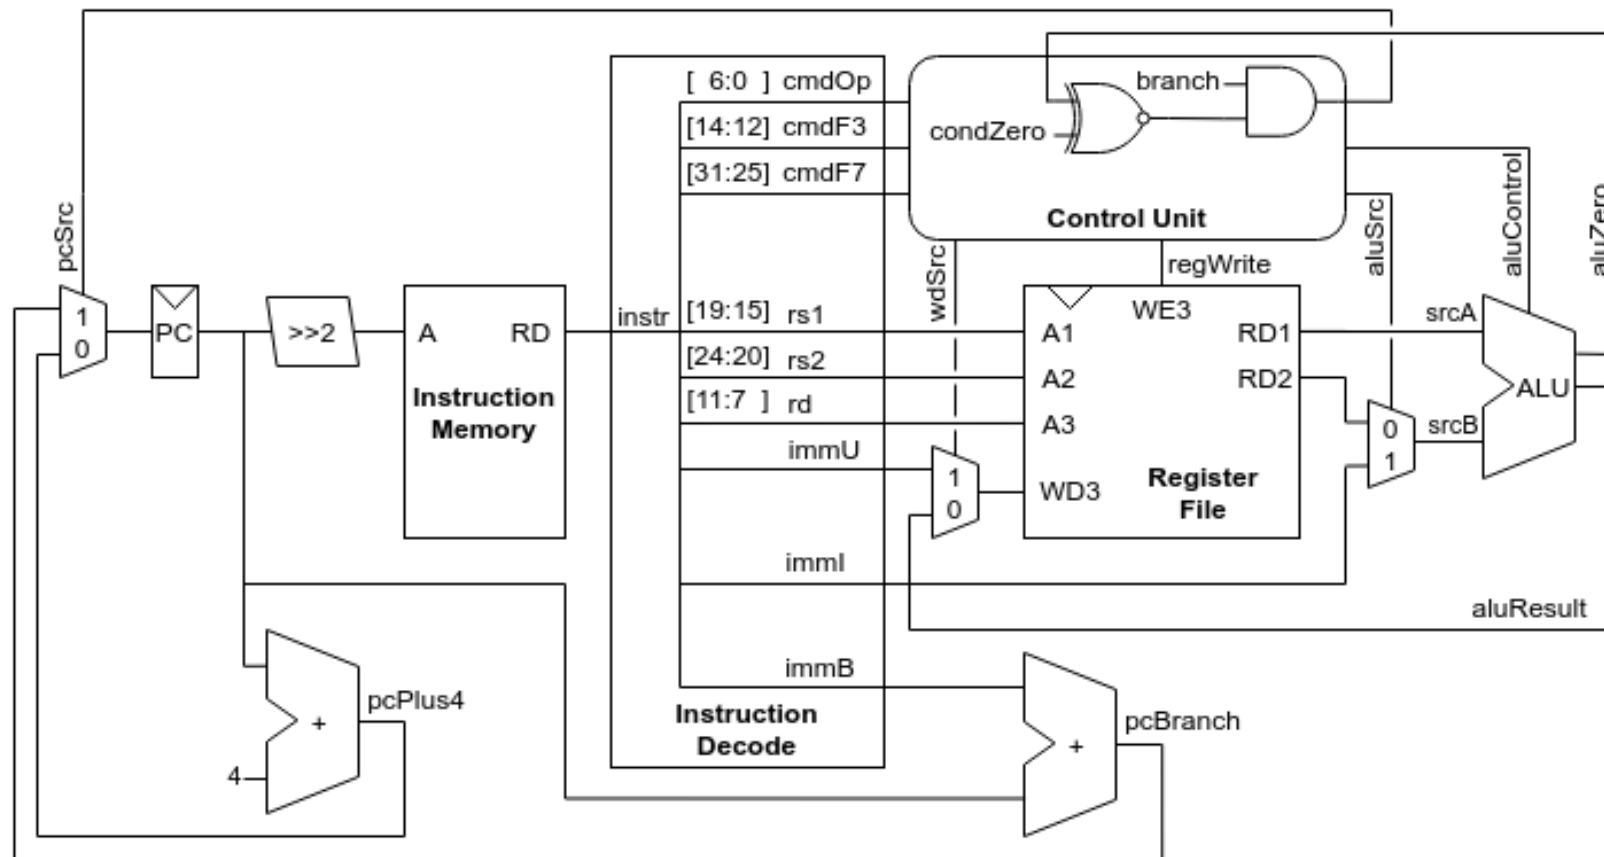 [ 6:0 ] cmdOp
branch
[14:12] cmdF3
condZero
[31:25] cmdF7
Control Unit
pcSrc
wdSrc
regWrite
aluSrc
aluControl
aluZero
1
0
PC
>>2
A
RD
Instruction
Memory
instr
[19:15] rs1
[24:20] rs2
[11:7 ] rd
immU
1
0
A1
A2
A3
WD3
WE3
RD1
RD2
Register
File
srcA
srcB
0
1
ALU
immI
aluResult
immB
Instruction
Decode
pcPlus4
+
4
pcBranch
+